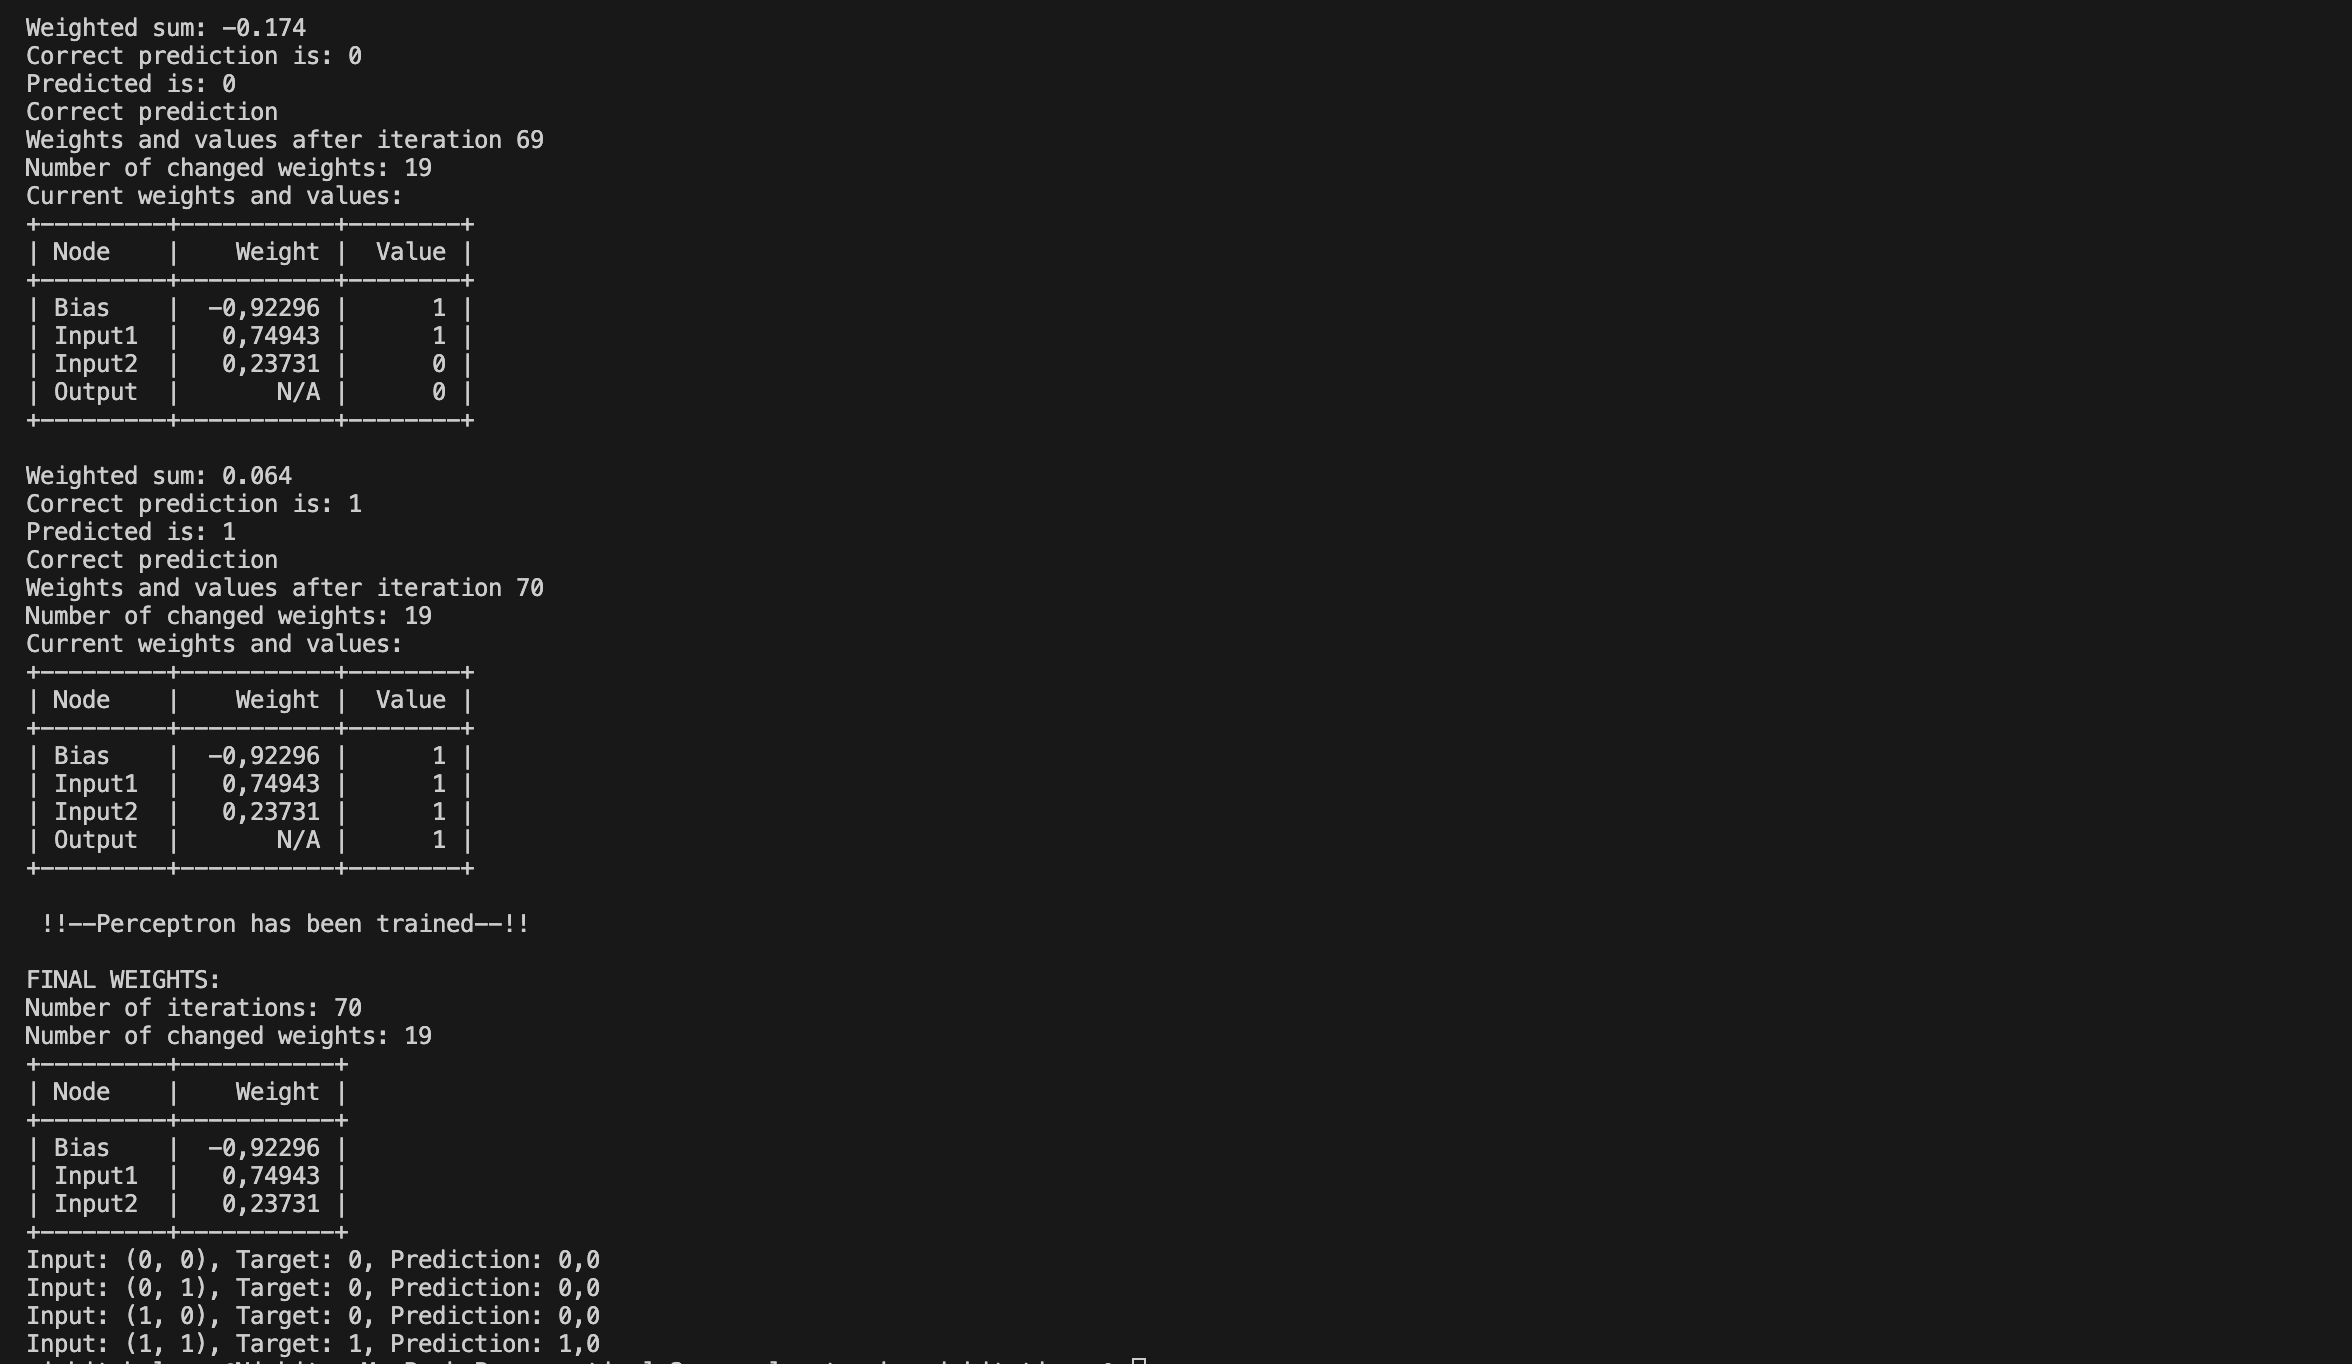 Weighted sum: -0.174
Correct prediction is: 0
Predicted is: 0
Correct prediction
Weights and values after iteration 69
Number of changed weights: 19
Current weights and values:
+---------+-----------+--------+
| Node    |    Weight |  Value |
+---------+-----------+--------+
| Bias    |  -0,92296 |      1 |
| Input1  |   0,74943 |      1 |
| Input2  |   0,23731 |      0 |
| Output  |       N/A |      0 |
+---------+-----------+--------+

Weighted sum: 0.064
Correct prediction is: 1
Predicted is: 1
Correct prediction
Weights and values after iteration 70
Number of changed weights: 19
Current weights and values:
+---------+-----------+--------+
| Node    |    Weight |  Value |
+---------+-----------+--------+
| Bias    |  -0,92296 |      1 |
| Input1  |   0,74943 |      1 |
| Input2  |   0,23731 |      1 |
| Output  |       N/A |      1 |
+---------+-----------+--------+

!!--Perceptron has been trained--!!

FINAL WEIGHTS:
Number of iterations: 70
Number of changed weights: 19
+---------+-----------+
| Node    |    Weight |
+---------+-----------+
| Bias    |  -0,92296 |
| Input1  |   0,74943 |
| Input2  |   0,23731 |
+---------+-----------+
Input: (0, 0), Target: 0, Prediction: 0,0
Input: (0, 1), Target: 0, Prediction: 0,0
Input: (1, 0), Target: 0, Prediction: 0,0
Input: (1, 1), Target: 1, Prediction: 1,0